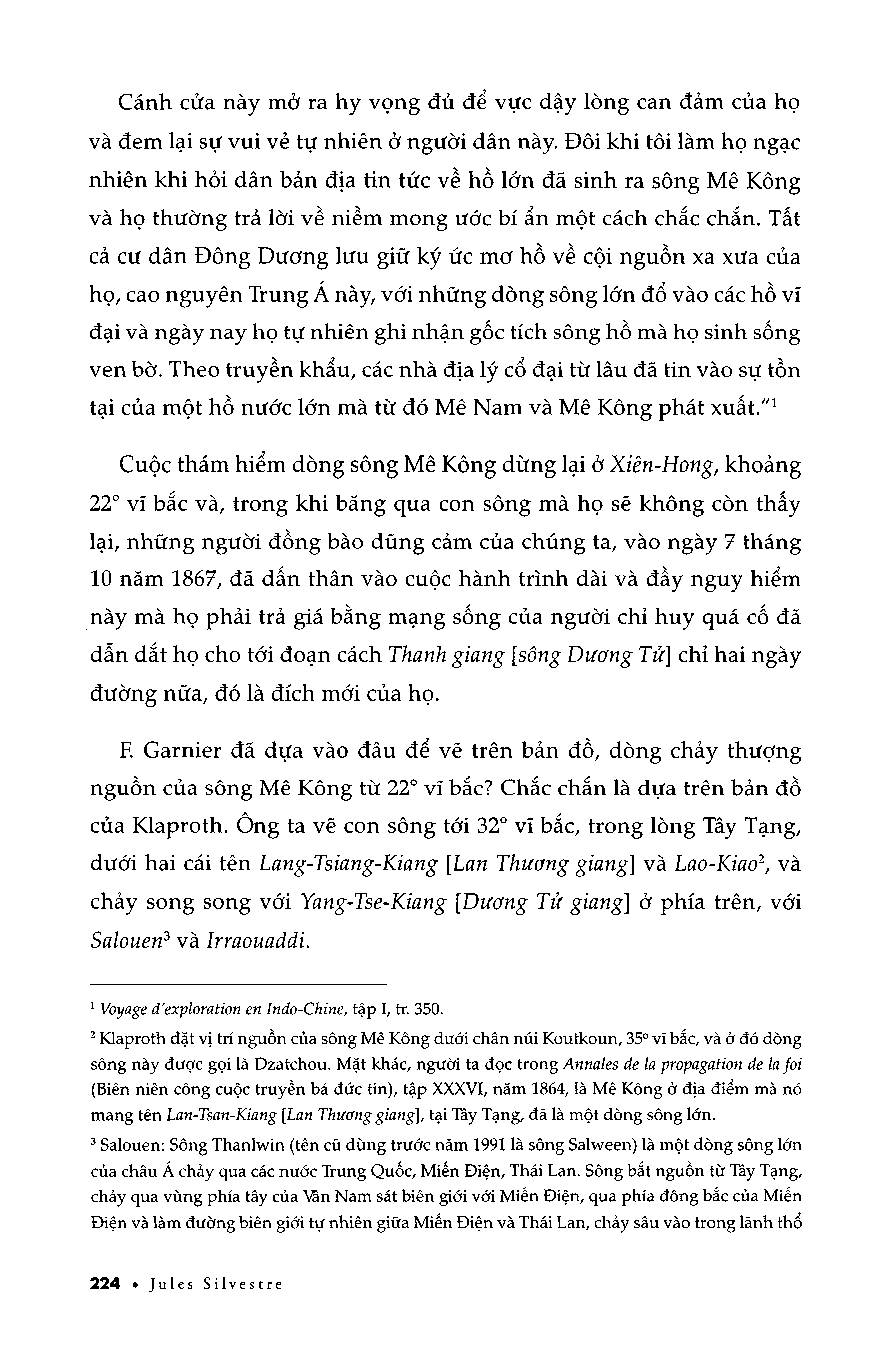 Cánh cửa này mở ra hy vọng đủ để vực dậy lòng can đảm của họ
và đem lại sự vui vẻ tự nhiên ở người dân này. Đôi khi tôi làm họ ngạc
nhiên khi hỏi dân bản địa tin tức về hồ lớn đã sinh ra sông Mê Kông
và họ thường trả lời về niềm mong ước bí ẩn một cách chắc chắn. Tất
cả cư dân Đông Dương lưu giữ ký ức mơ hồ về cội nguồn xa xưa của
họ, cao nguyên Trung Á này, với những dòng sông lớn đổ vào các hồ vĩ
đại và ngày nay họ tự nhiên ghi nhận gốc tích sông hồ mà họ sinh sống
ven bờ. Theo truyền khẩu, các nhà địa lý cổ đại từ lâu đã tin vào sự tồn
tại của một hồ nước lớn mà từ đó Mê Nam và Mê Kông phát xuất."¹
Cuộc thám hiểm dòng sông Mê Kông dừng lại ở Xiên-Hong, khoảng
22° vĩ bắc và, trong khi băng qua con sông mà họ sẽ không còn thấy
lại, những người đồng bào dũng cảm của chúng ta, vào ngày 7 tháng
10 năm 1867, đã dấn thân vào cuộc hành trình dài và đầy nguy hiểm
này mà họ phải trả giá bằng mạng sống của người chỉ huy quá cố đã
dẫn dắt họ cho tới đoạn cách Thanh giang [sông Dương Tử] chỉ hai ngày
đường nữa, đó là đích mới của họ.
F. Garnier đã dựa vào đâu để vẽ trên bản đồ, dòng chảy thượng
nguồn của sông Mê Kông từ 22° vĩ bắc? Chắc chắn là dựa trên bản đồ
của Klaproth. Ông ta vẽ con sông tới 32° vĩ bắc, trong lòng Tây Tạng,
dưới hai cái tên Lang-Tsiang-Kiang [Lan Thương giang] và Lao-Kiao², và
chảy song song với Yang-Tse-Kiang [Dương Tử giang] ở phía trên, với
Salouen³ và Irraouaddi.
¹ Voyage d'exploration en Indo-Chine, tập I, tr. 350.
² Klaproth đặt vị trí nguồn của sông Mê Kông dưới chân núi Koutkoun, 35° vĩ bắc, và ở đó dòng
sông này được gọi là Dzatchou. Mặt khác, người ta đọc trong Annales de la propagation de la foi
(Biên niên công cuộc truyền bá đức tin), tập XXXVI, năm 1864, là Mê Kông ở địa điểm mà nó
mang tên Lan-Tsan-Kiang [Lan Thương giang], tại Tây Tạng, đã là một dòng sông lớn.
³ Salouen: Sông Thanlwin (tên cũ dùng trước năm 1991 là sông Salween) là một dòng sông lớn
của châu Á chảy qua các nước Trung Quốc, Miến Điện, Thái Lan. Sông bắt nguồn từ Tây Tạng,
chảy qua vùng phía tây của Vân Nam sát biên giới với Miến Điện, qua phía đông bắc của Miến
Điện và làm đường biên giới tự nhiên giữa Miến Điện và Thái Lan, chảy sâu vào trong lãnh thổ
224 • Jules Silvestre